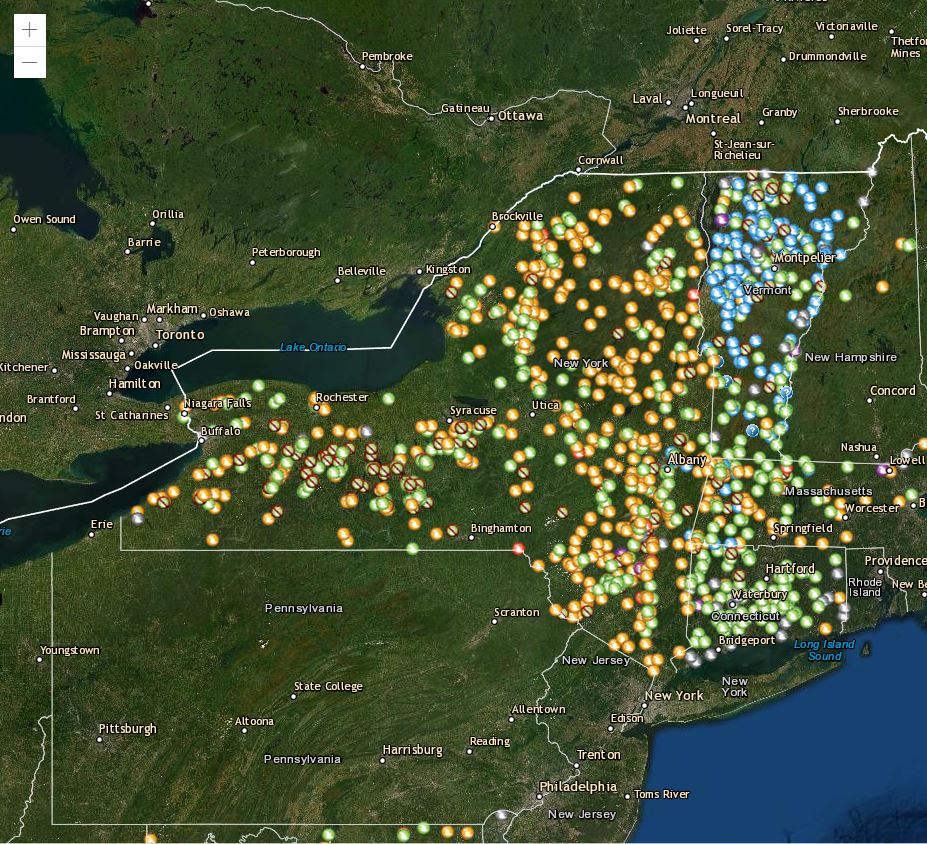 Pembroke
Joliette
Sorel-Tracy
Victoriaville
Thetfor
Mines
Drummondville
Gatineau
Ottawa
Laval
Longueuil
Montreal
Granby
Sherbrooke
St-Jean-sur-
Richelieu
Cornwall
Owen Sound
Orillia
Barrie
Brockville
Peterborough
Belleville
Kingston
Montpelier
Vermont
Vaughan
Markham
Oshawa
Brampton
Toronto
Mississauga
Lake Ontario
Kitchener
Oakville
New York
New Hampshire
Hamilton
Brantford
Concord
ndon
St Catharines
Niagara Falls
Rochester
Syracuse
Utica
Buffalo
Nashua
Albany
Lowell
Massachusetts
Worcester
B
Erie
rie
Binghamton
Springfield
Hartford
Providence
Rhode
Island
New Be
Pennsylvania
Scranton
Waterbury
Connecticut
Bridgeport
Long Island
Sound
Youngstown
New Jersey
New
York
State College
New York
Allentown
Edison
Pittsburgh
Altoona
Reading
Harrisburg
Trenton
Pennsylvania
Philadelphia
Toms River
New Jersey